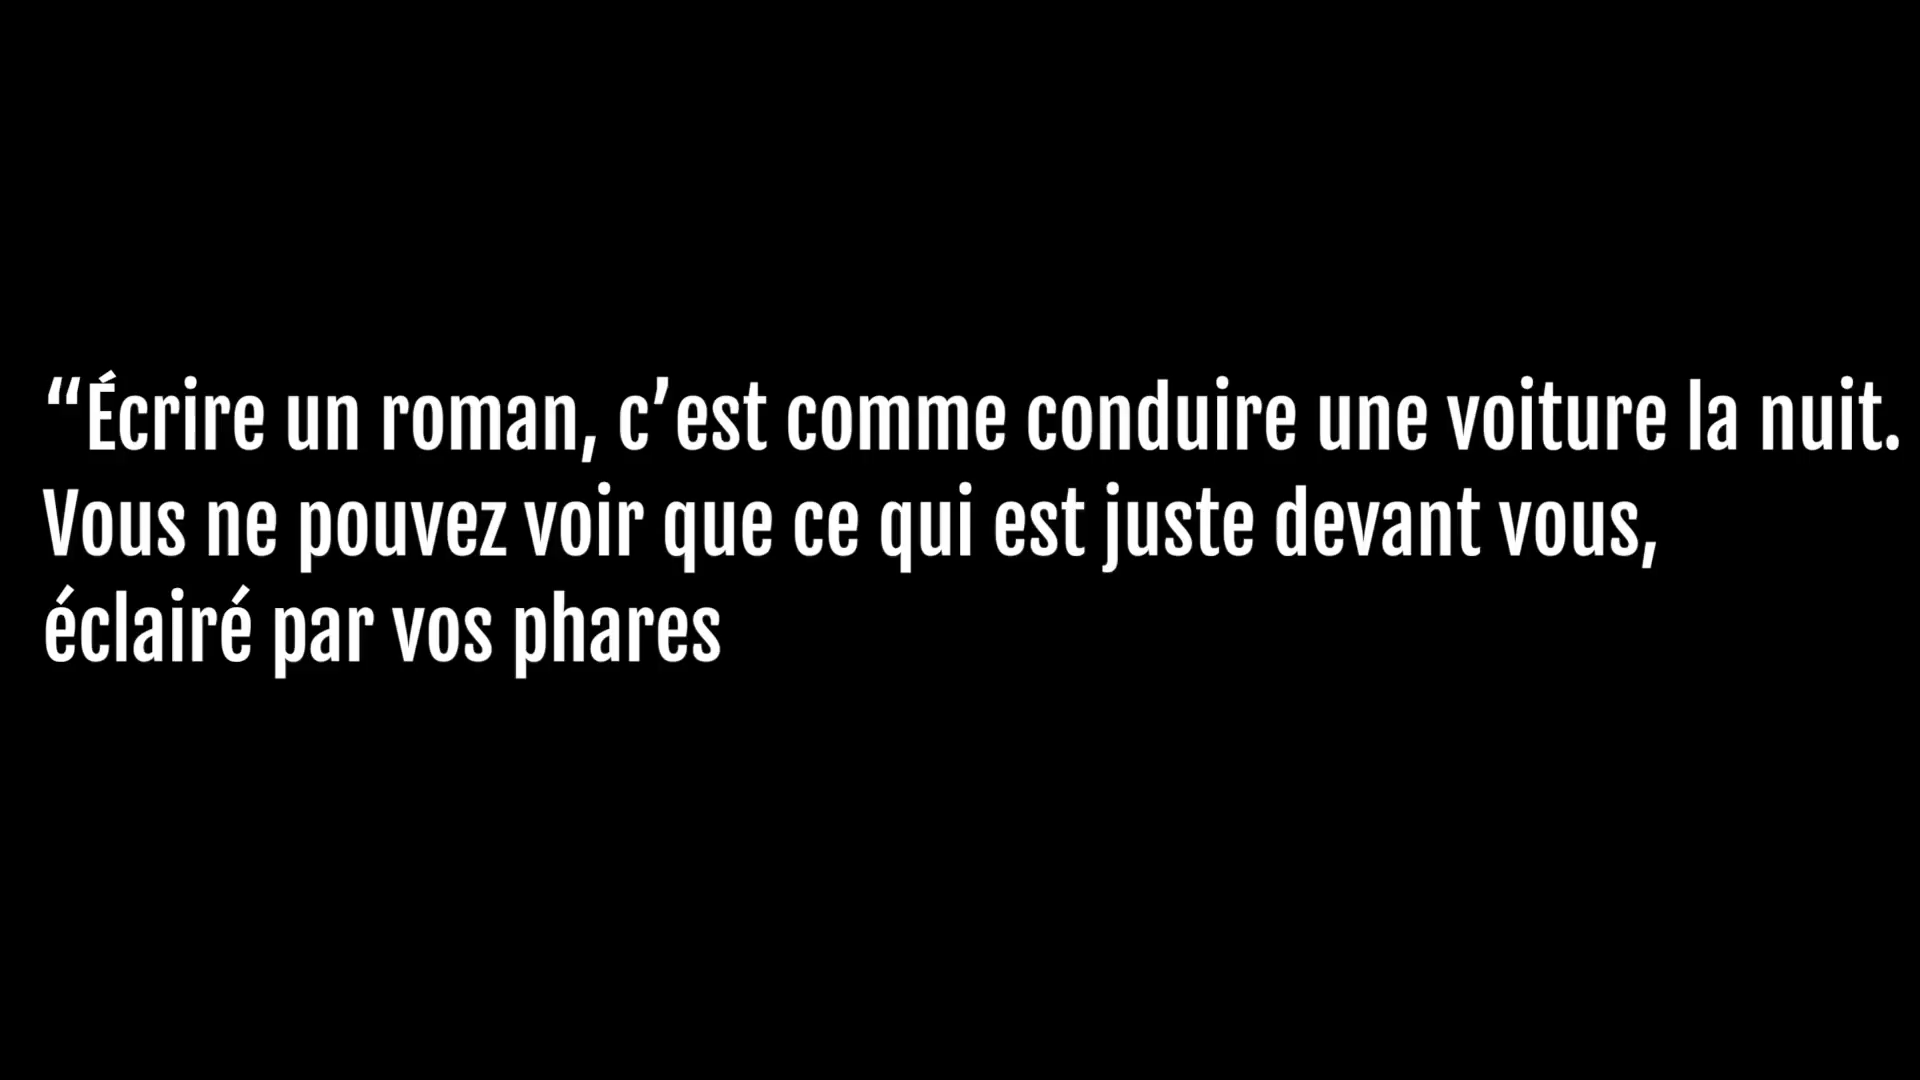 “Écrire un roman, c’est comme conduire une voiture la nuit.
Vous ne pouvez voir que ce qui est juste devant vous,
éclairé par vos phares